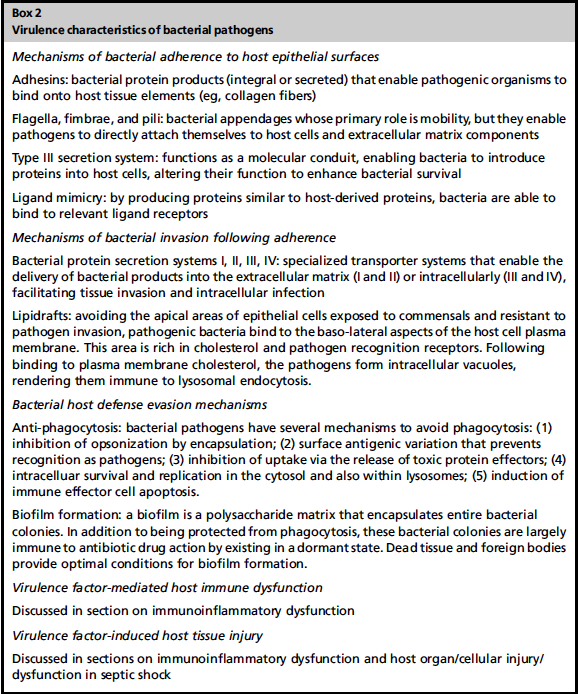 Box 2
Virulence characteristics of bacterial pathogens
Mechanisms of bacterial adherence to host epithelial surfaces
Adhesins: bacterial protein products (integral or secreted) that enable pathogenic organisms to
bind onto host tissue elements (eg, collagen fibers)
Flagella, fimbrae, and pili: bacterial appendages whose primary role is mobility, but they enable
pathogens to directly attach themselves to host cells and extracellular matrix components
Type III secretion system: functions as a molecular conduit, enabling bacteria to introduce
proteins into host cells, altering their function to enhance bacterial survival
Ligand mimicry: by producing proteins similar to host-derived proteins, bacteria are able to
bind to relevant ligand receptors
Mechanisms of bacterial invasion following adherence
Bacterial protein secretion systems I, II, III, IV: specialized transporter systems that enable the
delivery of bacterial products into the extracellular matrix (I and II) or intracellularly (III and IV),
facilitating tissue invasion and intracellular infection
Lipidrafts: avoiding the apical areas of epithelial cells exposed to commensals and resistant to
pathogen invasion, pathogenic bacteria bind to the baso-lateral aspects of the host cell plasma
membrane. This area is rich in cholesterol and pathogen recognition receptors. Following
binding to plasma membrane cholesterol, the pathogens form intracellular vacuoles,
rendering them immune to lysosomal endocytosis.
Bacterial host defense evasion mechanisms
Anti-phagocytosis: bacterial pathogens have several mechanisms to avoid phagocytosis: (1)
inhibition of opsonization by encapsulation; (2) surface antigenic variation that prevents
recognition as pathogens; (3) inhibition of uptake via the release of toxic protein effectors; (4)
intracelluar survival and replication in the cytosol and also within lysosomes; (5) induction of
immune effector cell apoptosis.
Biofilm formation: a biofilm is a polysaccharide matrix that encapsulates entire bacterial
colonies. In addition to being protected from phagocytosis, these bacterial colonies are largely
immune to antibiotic drug action by existing in a dormant state. Dead tissue and foreign bodies
provide optimal conditions for biofilm formation.
Virulence factor-mediated host immune dysfunction
Discussed in section on immunoinflammatory dysfunction
Virulence factor-induced host tissue injury
Discussed in sections on immunoinflammatory dysfunction and host organ/cellular injury/
dysfunction in septic shock